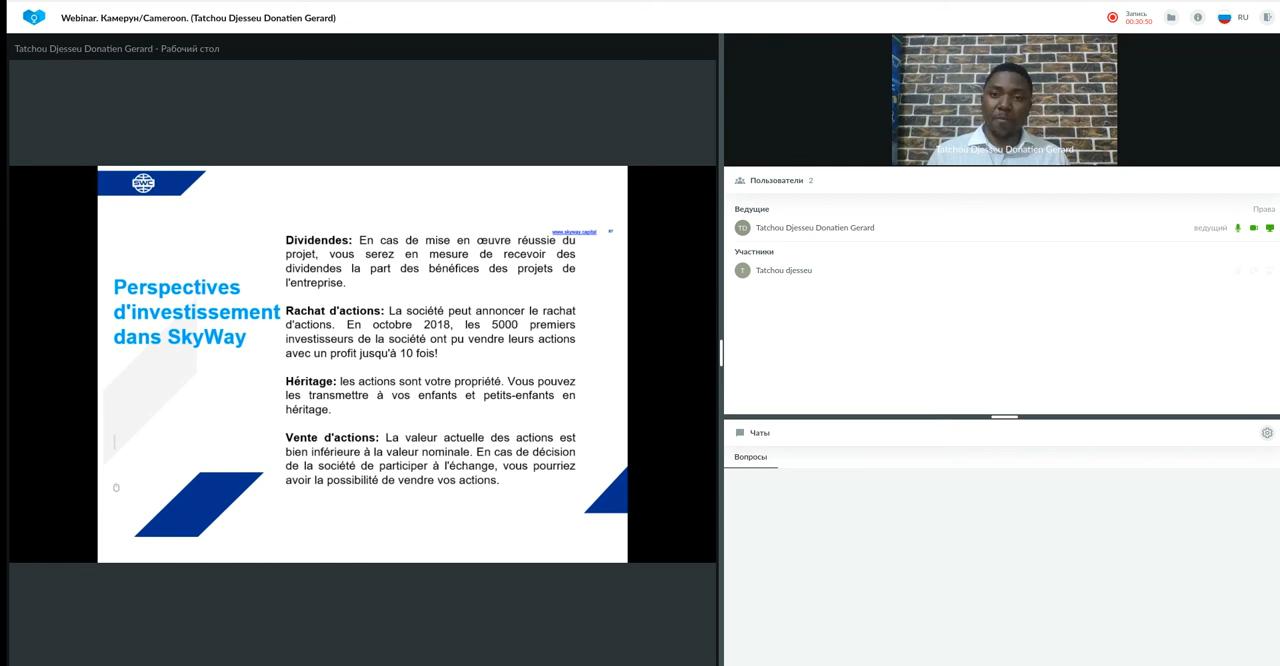 Webinar. Камерун/Cameroon. (Tatchou Djesseu Donatien Gerard)
Запись
00:30:50
RU
Tatchou Djesseu Donatien Gerard - Рабочий стол
SWC
www.skyway.capital
Perspectives
d'investissement
dans SkyWay
Dividendes: En cas de mise en œuvre réussie du
projet, vous serez en mesure de recevoir des
dividendes la part des bénéfices des projets de
l'entreprise.
Rachat d'actions: La société peut annoncer le rachat
d'actions. En octobre 2018, les 5000 premiers
investisseurs de la société ont pu vendre leurs actions
avec un profit jusqu'à 10 fois!
Héritage: les actions sont votre propriété. Vous pouvez
les transmettre à vos enfants et petits-enfants en
héritage.
Vente d'actions: La valeur actuelle des actions est
bien inférieure à la valeur nominale. En cas de décision
de la société de participer à l'échange, vous pourriez
avoir la possibilité de vendre vos actions.
Tatchou Djesseu Donatien Gerard
Пользователи 2
Ведущие Права
TD Tatchou Djesseu Donatien Gerard ведущий
Участники
T Tatchou djesseu
Чаты
Вопросы